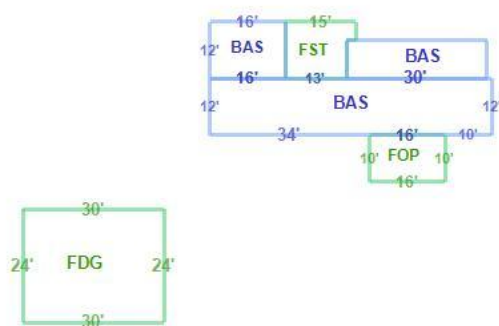 16' 15'
12' BAS FST BAS
16' 13' 30'
12' BAS 12'
34' 16' 10'
10' FOP 10'
16'
30'
24' FDG 24'
30'